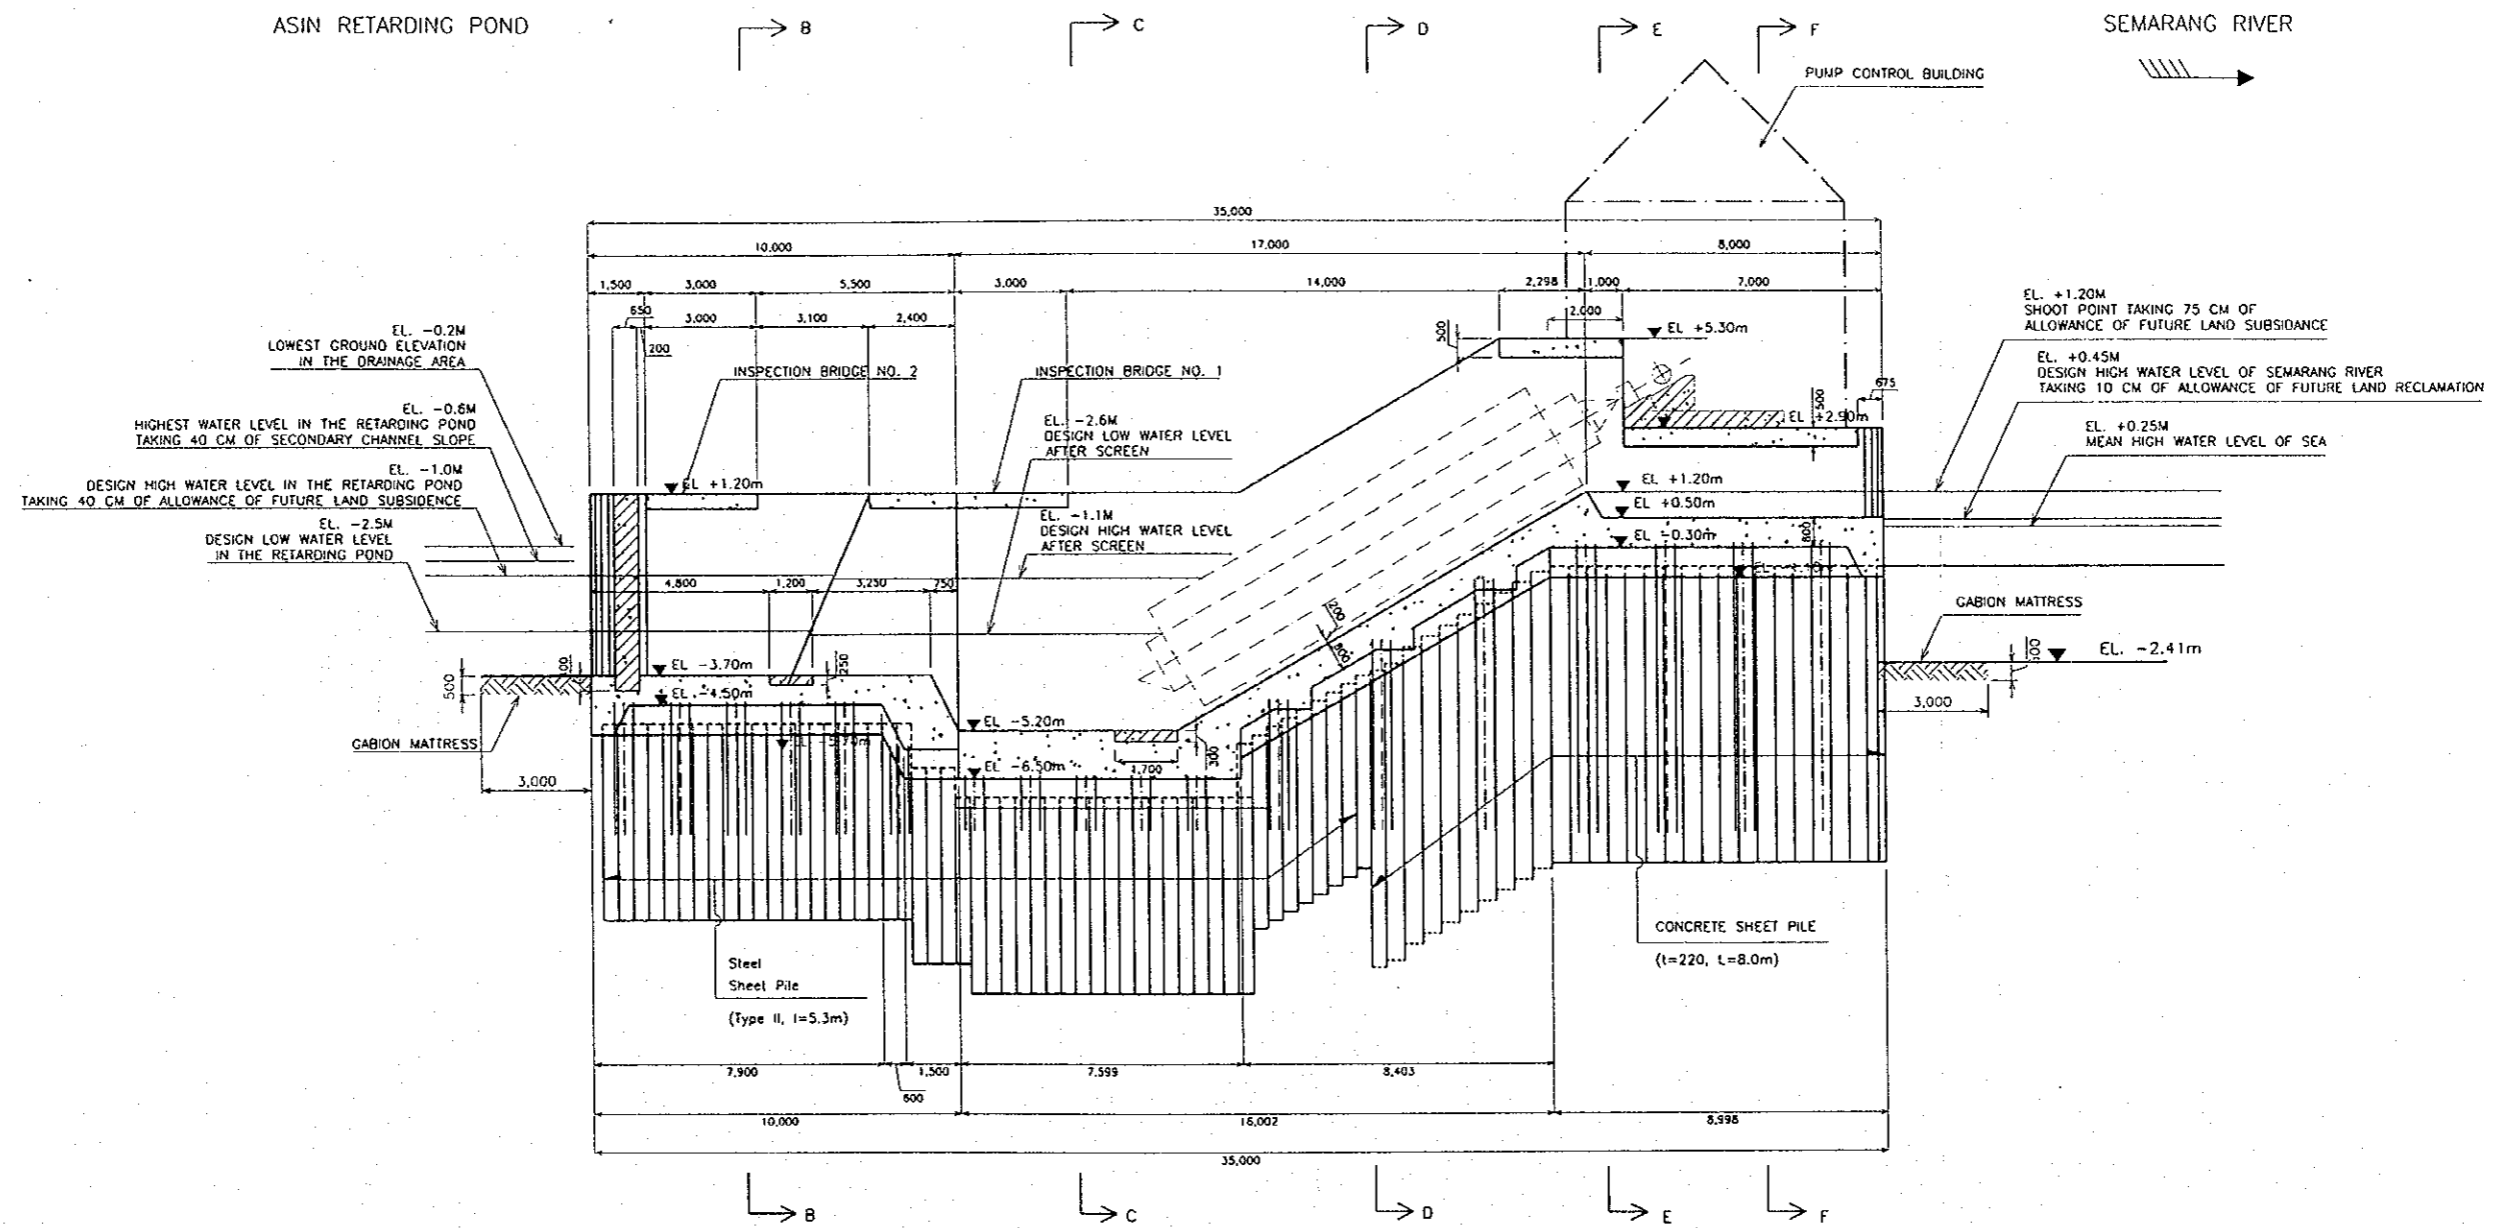 ASIN RETARDING POND
B
C
D
E
F
SEMARANG RIVER
PUMP CONTROL BUILDING
35,000
10,000
17,000
8,000
1,500
3,000
5,500
3,000
14,000
2,298
1,000
7,000
650
3,000
3,100
2,400
2,000
200
500
EL +5.30m
675
500
EL +2.90m
EL. -0.2M
LOWEST GROUND ELEVATION
IN THE DRAINAGE AREA
EL. -0.6M
HIGHEST WATER LEVEL IN THE RETARDING POND
TAKING 40 CM OF SECONDARY CHANNEL SLOPE
EL. -1.0M
DESIGN HIGH WATER LEVEL IN THE RETARDING POND
TAKING 40 CM OF ALLOWANCE OF FUTURE LAND SUBSIDENCE
EL. -2.5M
DESIGN LOW WATER LEVEL
IN THE RETARDING POND
INSPECTION BRIDGE NO. 2
INSPECTION BRIDGE NO. 1
EL. -2.6M
DESIGN LOW WATER LEVEL
AFTER SCREEN
EL +1.20m
EL. -1.1M
DESIGN HIGH WATER LEVEL
AFTER SCREEN
EL. +1.20M
SHOOT POINT TAKING 75 CM OF
ALLOWANCE OF FUTURE LAND SUBSIDANCE
EL. +0.45M
DESIGN HIGH WATER LEVEL OF SEMARANG RIVER
TAKING 10 CM OF ALLOWANCE OF FUTURE LAND RECLAMATION
EL. +0.25M
MEAN HIGH WATER LEVEL OF SEA
EL +1.20m
EL +0.50m
800
EL -0.30m
4,800
1,200
3,250
750
200
800
GABION MATTRESS
EL. -2.41m
500
3,000
500
EL -3.70m
250
EL -4.50m
GABION MATTRESS
3,000
EL -5.20m
1,700
300
EL -6.50m
Steel
Sheet Pile
(Type II, l=5.3m)
CONCRETE SHEET PILE
(t=220, L=8.0m)
7,900
600
1,500
7,599
8,403
10,000
16,002
8,998
35,000
B
C
D
E
F